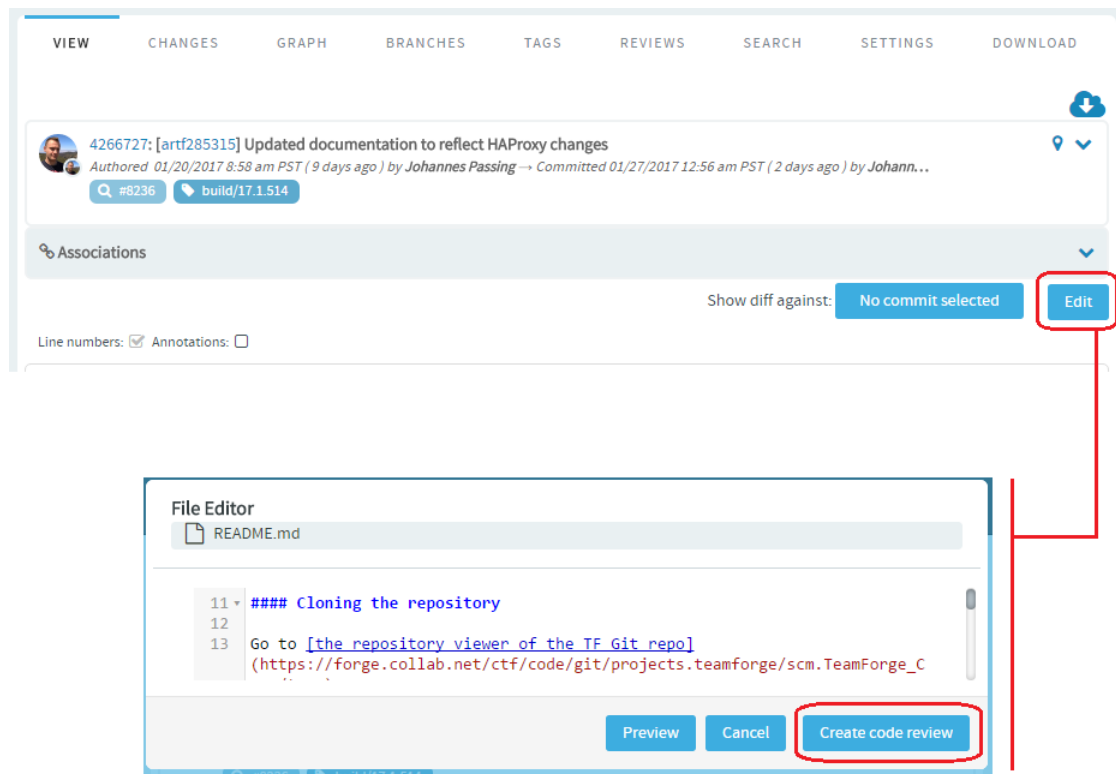 VIEW CHANGES GRAPH BRANCHES TAGS REVIEWS SEARCH SETTINGS DOWNLOAD
4266727: [artf285315] Updated documentation to reflect HAProxy changes
Authored 01/20/2017 8:58 am PST ( 9 days ago ) by Johannes Passing → Committed 01/27/2017 12:56 am PST ( 2 days ago ) by Johann...
#8236 build/17.1.514
Associations
Show diff against: No commit selected Edit
Line numbers: Annotations:
File Editor
README.md
11 #### Cloning the repository
12
13 Go to [the repository viewer of the TF Git repo]
(https://forge.collab.net/ctf/code/git/projects.teamforge/scm.TeamForge_C
Preview Cancel Create code review